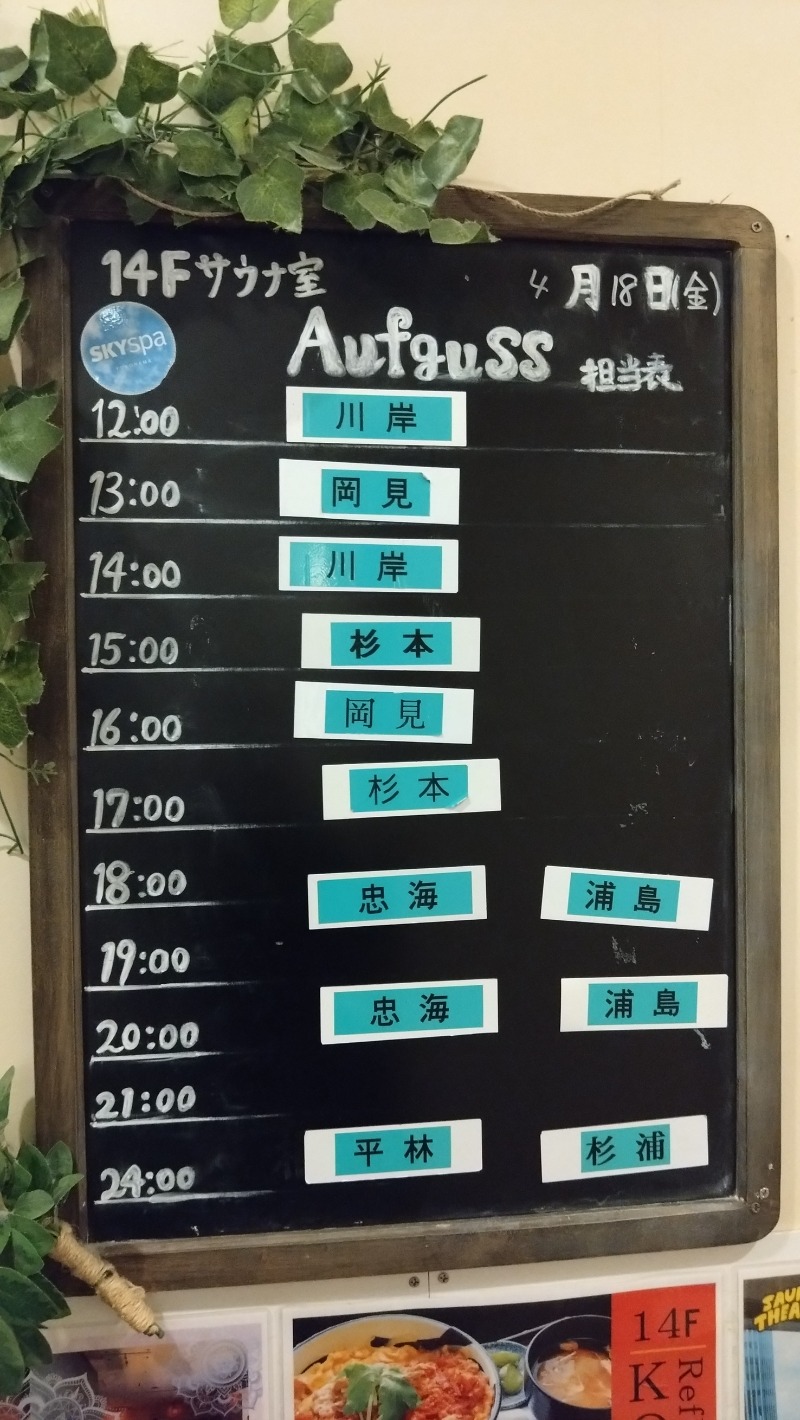 14Fサウナ室
4月18日(金)
SKYspa
Aufguss 担当表
12:00 川岸
13:00 岡見
14:00 川岸
15:00 杉本
16:00 岡見
17:00 杉本
18:00 忠海 浦島
19:00
20:00 忠海 浦島
21:00
24:00 平林 杉浦
14F
K
Ref
SAU
THEA